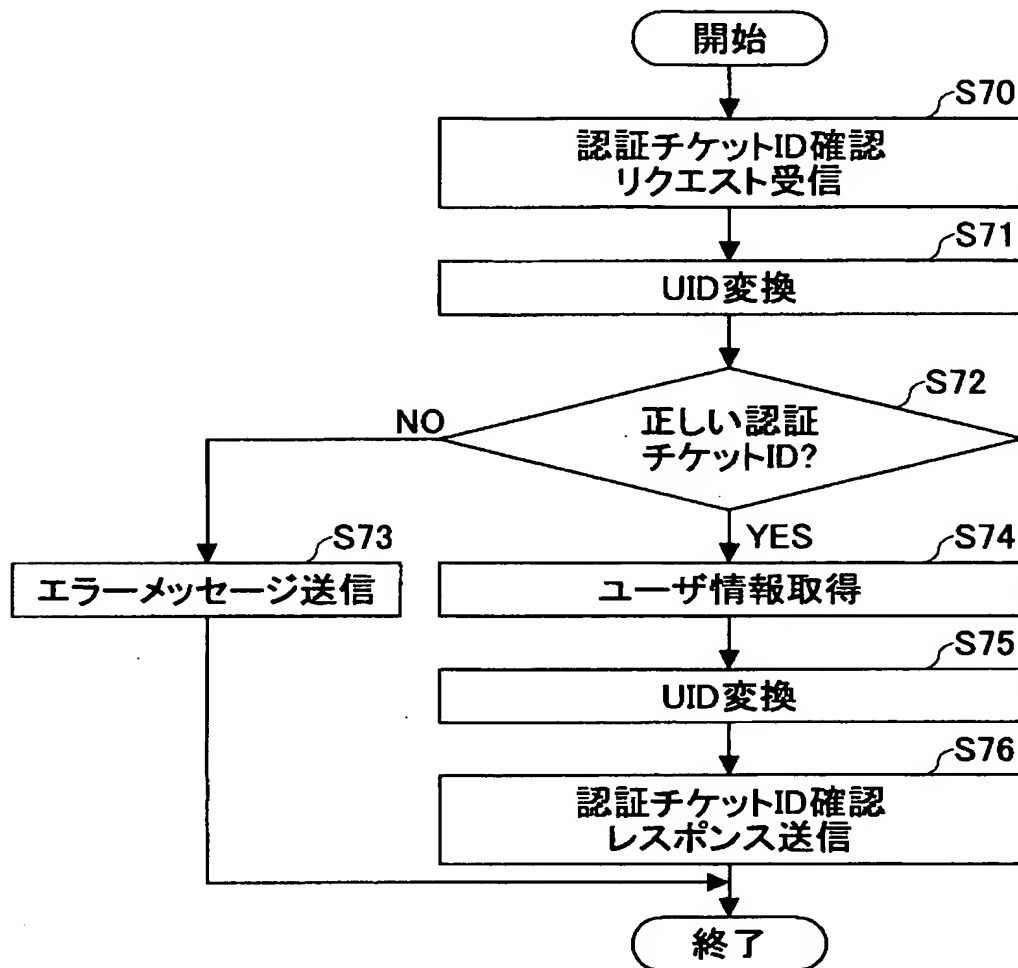 開始
S70
認証チケットID確認
リクエスト受信
S71
UID変換
S72
正しい認証
チケットID?
NO
YES
S73
エラーメッセージ送信
S74
ユーザ情報取得
S75
UID変換
S76
認証チケットID確認
レスポンス送信
終了